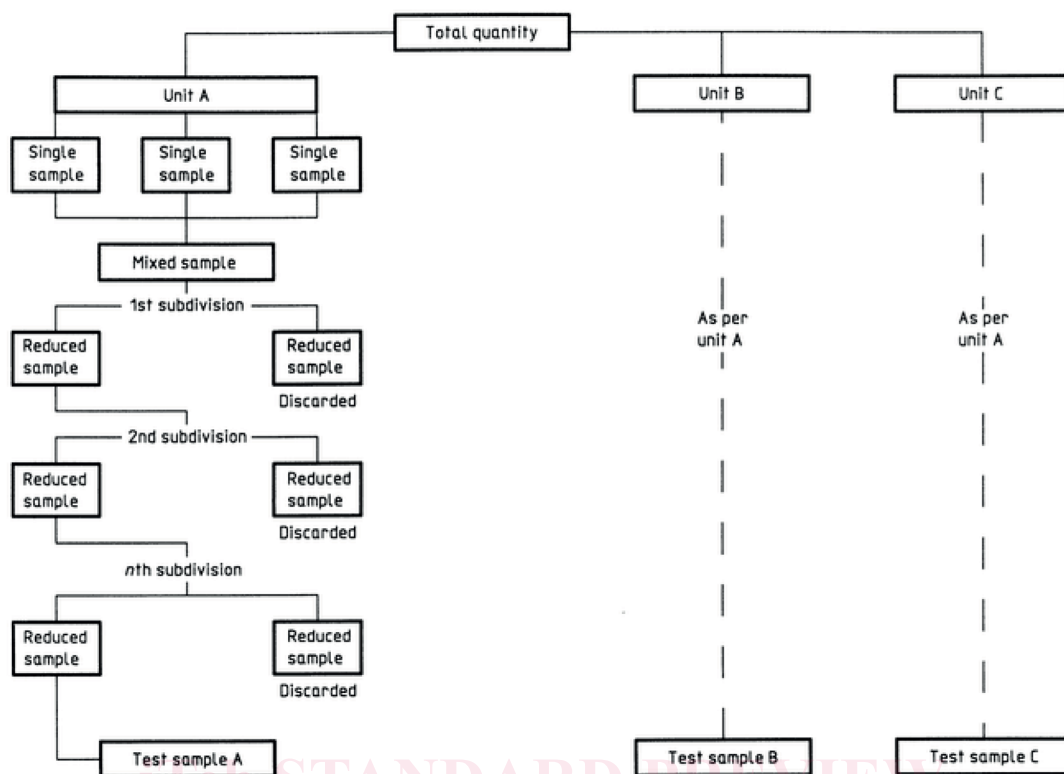 Total quantity
Unit A
Unit B
Unit C
Single
sample
Single
sample
Single
sample
Mixed sample
1st subdivision
Reduced
sample
Reduced
sample
Discarded
As per
unit A
As per
unit A
2nd subdivision
Reduced
sample
Reduced
sample
Discarded
nth subdivision
Reduced
sample
Reduced
sample
Discarded
Test sample A
Test sample B
Test sample C
STANDARD PREVIEW